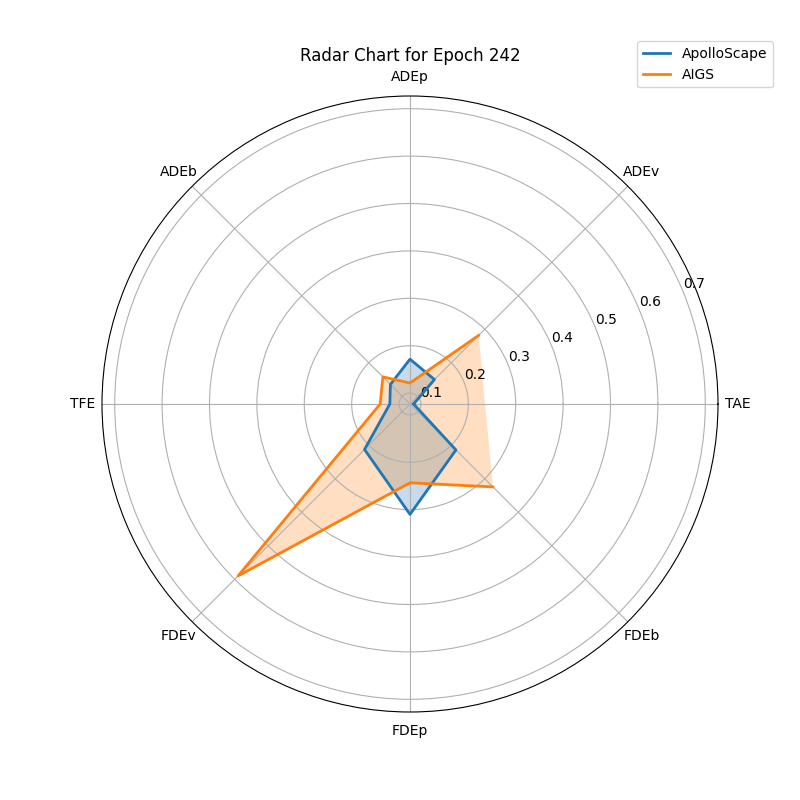 Radar Chart for Epoch 242
ApolloScape
AIGS
ADEp
ADEb
ADEv
0.7
0.6
0.5
0.4
0.3
0.2
0.1
TFE
TAE
FDEv
FDEb
FDEp